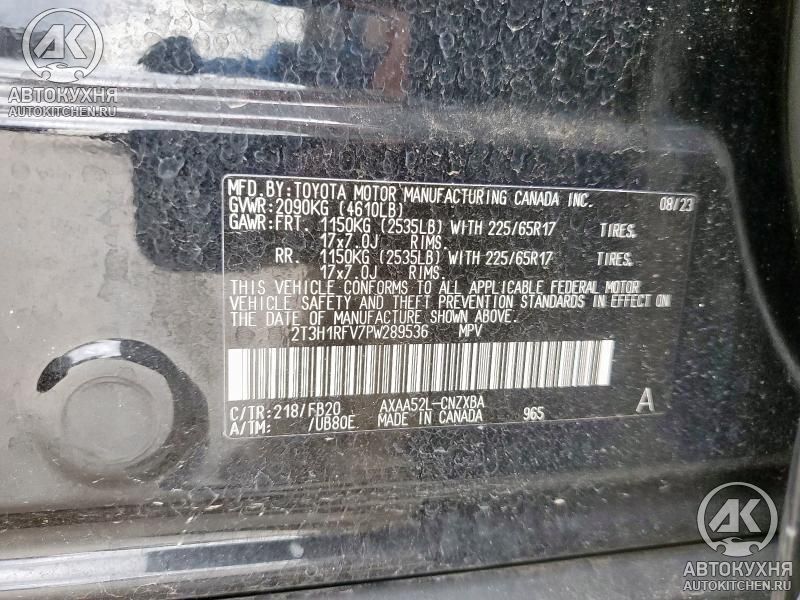 АК
АВТОКУХНЯ
AUTOKITCHEN.RU
MFD.BY:TOYOTA MOTOR MANUFACTURING CANADA INC. 08/23
GVWR:2090KG (4610LB)
GAWR:FRT. 1150KG (2535LB) WITH 225/65R17 TIRES,
17x7.0J RIMS.
RR. 1150KG (2535LB) WITH 225/65R17 TIRES,
17x7.0J RIMS.
THIS VEHICLE CONFORMS TO ALL APPLICABLE FEDERAL MOTOR
VEHICLE SAFETY AND THEFT PREVENTION STANDARDS IN EFFECT ON
THE DATE OF MANUFACTURE SHOWN ABOVE.
2T3H1RFV7PW289536 MPV
C/TR:218/FB20 AXAA52L-CNZXBA A
A/TM: /UB80E. MADE IN CANADA 965
АК
АВТОКУХНЯ
AUTOKITCHEN.RU